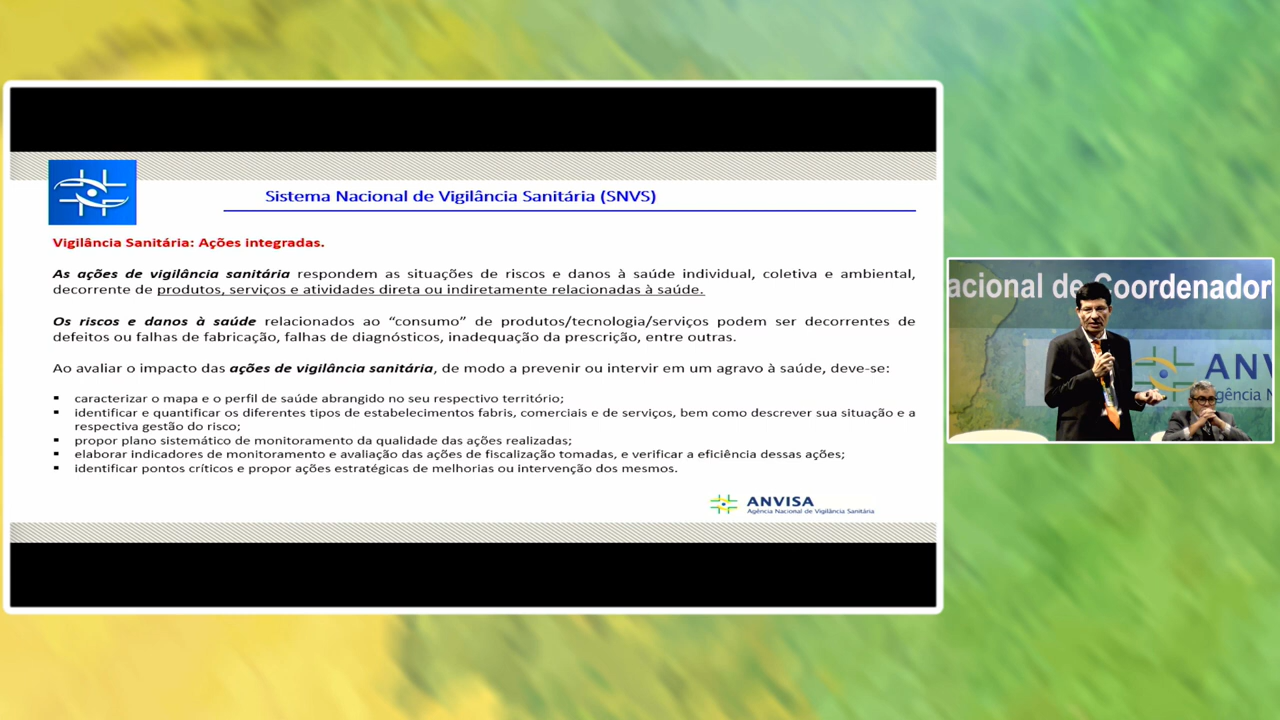 Sistema Nacional de Vigilância Sanitária (SNVS)
Vigilância Sanitária: Ações integradas.
As ações de vigilância sanitária respondem as situações de riscos e danos à saúde individual, coletiva e ambiental,
decorrente de produtos, serviços e atividades direta ou indiretamente relacionadas à saúde.
Os riscos e danos à saúde relacionados ao “consumo” de produtos/tecnologia/serviços podem ser decorrentes de
defeitos ou falhas de fabricação, falhas de diagnósticos, inadequação da prescrição, entre outras.
Ao avaliar o impacto das ações de vigilância sanitária, de modo a prevenir ou intervir em um agravo à saúde, deve-se:
▪ caracterizar o mapa e o perfil de saúde abrangido no seu respectivo território;
▪ identificar e quantificar os diferentes tipos de estabelecimentos fabris, comerciais e de serviços, bem como descrever sua situação e a
respectiva gestão do risco;
▪ propor plano sistemático de monitoramento da qualidade das ações realizadas;
▪ elaborar indicadores de monitoramento e avaliação das ações de fiscalização tomadas, e verificar a eficiência dessas ações;
▪ identificar pontos críticos e propor ações estratégicas de melhorias ou intervenção dos mesmos.
ANVISA
Agência Nacional de Vigilância Sanitária
acional de Coordenador
ANV
gência N